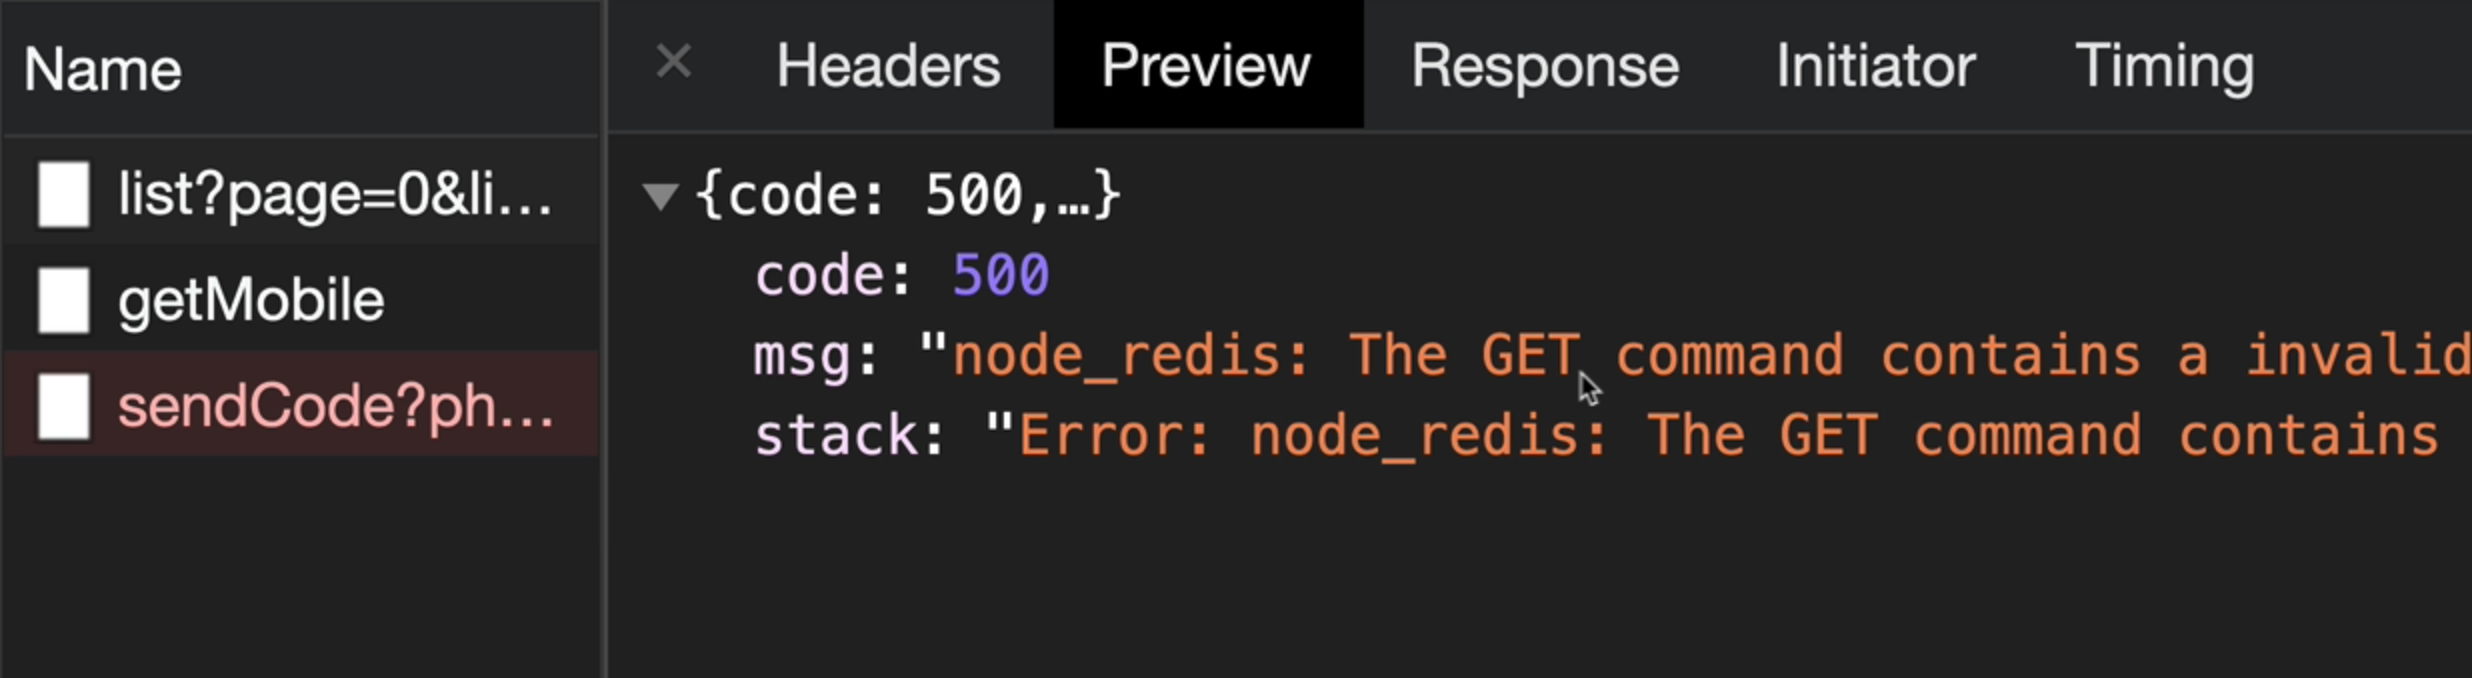 Name
Headers Preview Response Initiator Timing
list?page=0&li...
getMobile
sendCode?ph...
{code: 500,…}
code: 500
msg: "node_redis: The GET command contains a invalid
stack: "Error: node_redis: The GET command contains